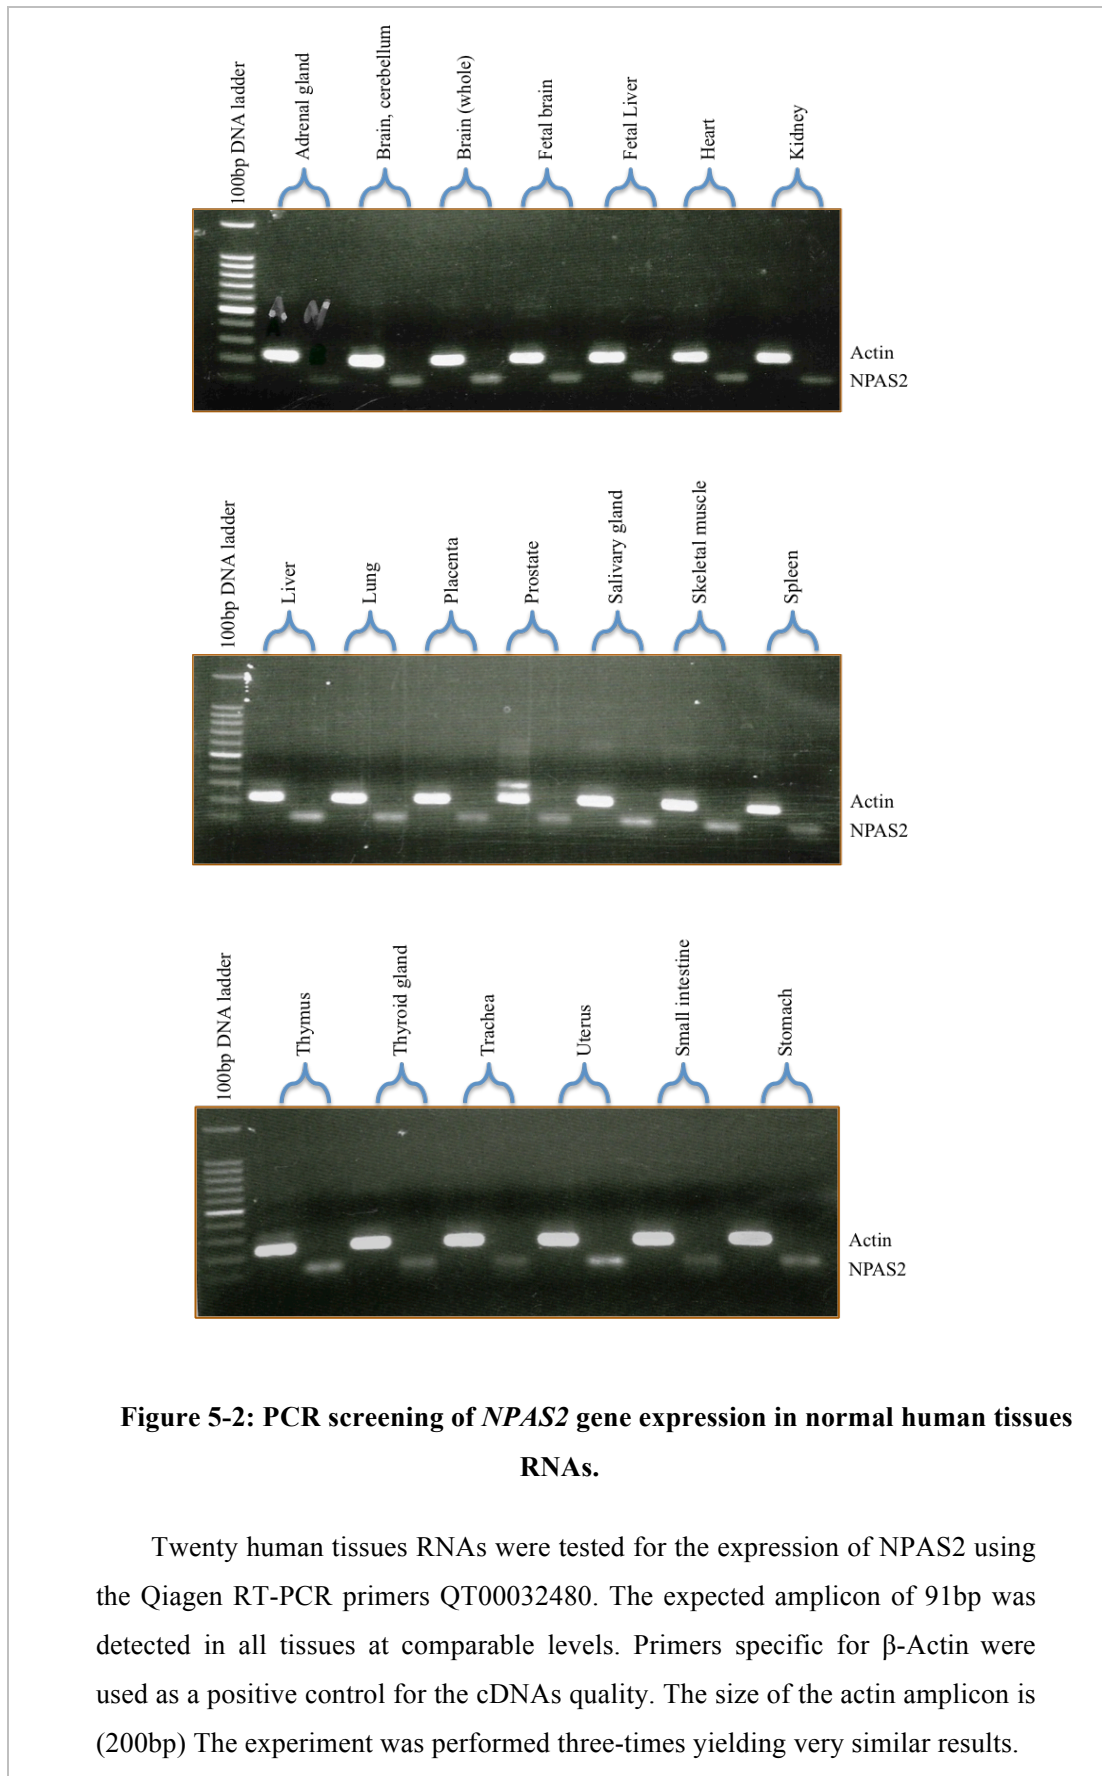 100bp DNA ladder
Adrenal gland
Brain, cerebellum
Brain (whole)
Fetal brain
Fetal Liver
Heart
Kidney
A N
Actin
NPAS2
100bp DNA ladder
Liver
Lung
Placenta
Prostate
Salivary gland
Skeletal muscle
Spleen
Actin
NPAS2
100bp DNA ladder
Thymus
Thyroid gland
Trachea
Uterus
Small intestine
Stomach
Actin
NPAS2
Figure 5-2: PCR screening of NPAS2 gene expression in normal human tissues
RNAs.
Twenty human tissues RNAs were tested for the expression of NPAS2 using
the Qiagen RT-PCR primers QT00032480. The expected amplicon of 91bp was
detected in all tissues at comparable levels. Primers specific for β-Actin were
used as a positive control for the cDNAs quality. The size of the actin amplicon is
(200bp) The experiment was performed three-times yielding very similar results.